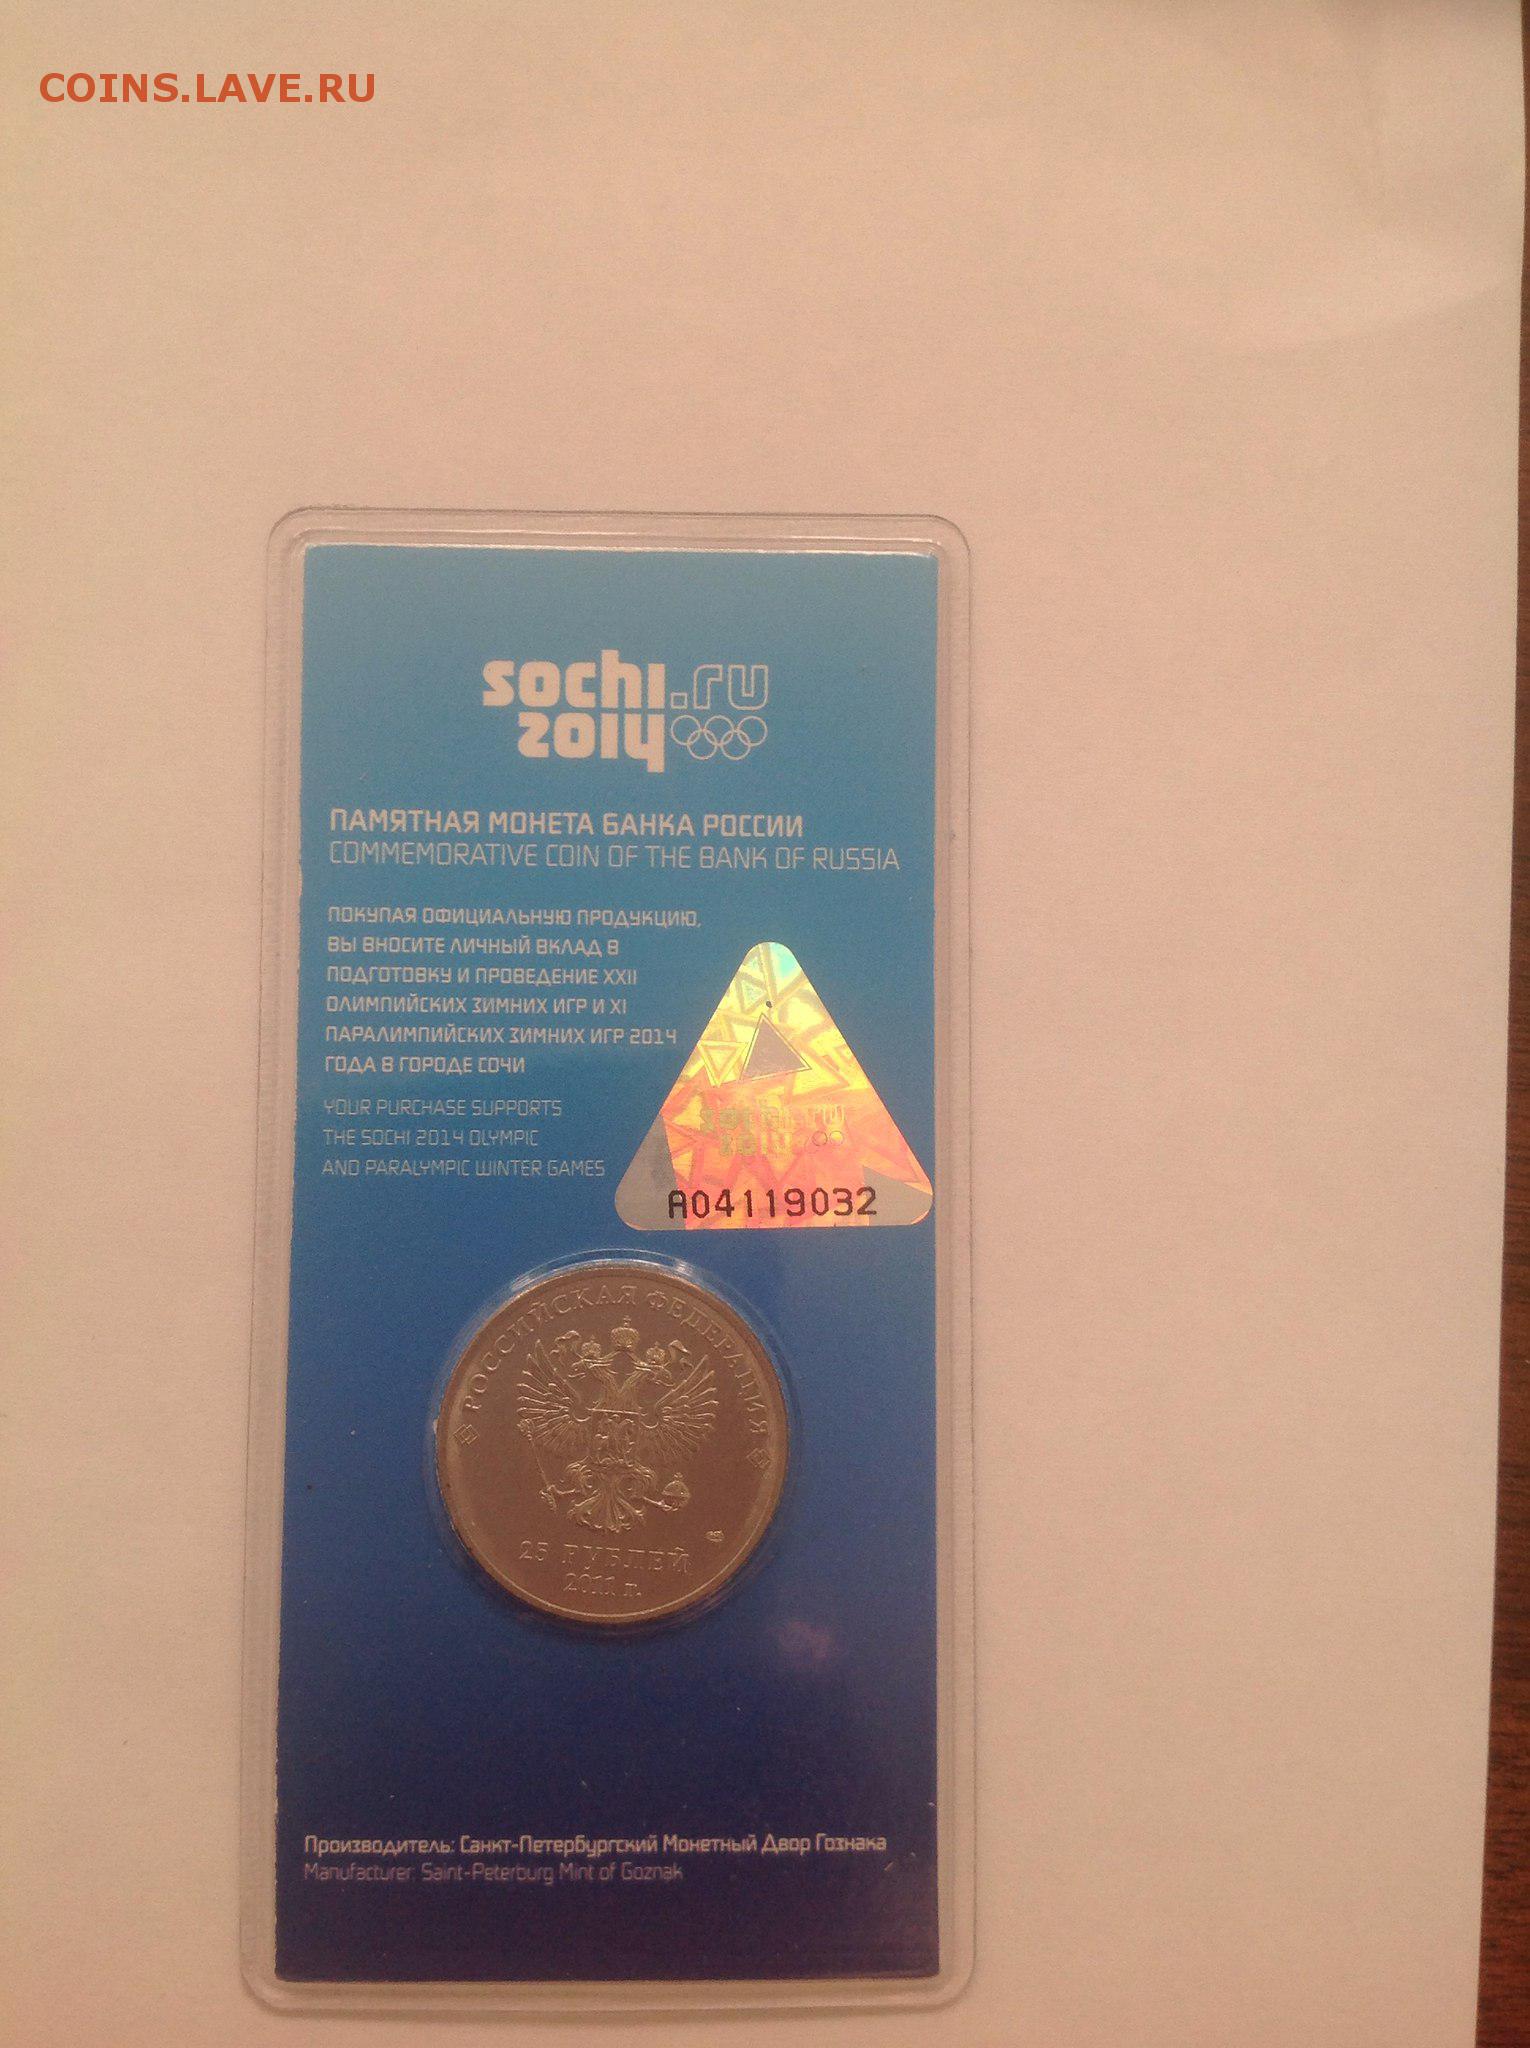 COINS.LAVE.RU
sochi.ru
2014
ПАМЯТНАЯ МОНЕТА БАНКА РОССИИ
COMMEMORATIVE COIN OF THE BANK OF RUSSIA
ПОКУПАЯ ОФИЦИАЛЬНУЮ ПРОДУКЦИЮ,
ВЫ ВНОСИТЕ ЛИЧНЫЙ ВКЛАД В
ПОДГОТОВКУ И ПРОВЕДЕНИЕ XXII
ОЛИМПИЙСКИХ ЗИМНИХ ИГР И XI
ПАРАЛИМПИЙСКИХ ЗИМНИХ ИГР 2014
ГОДА В ГОРОДЕ СОЧИ
YOUR PURCHASE SUPPORTS
THE SOCHI 2014 OLYMPIC
AND PARALYMPIC WINTER GAMES
sochi.ru
2014
A04119032
РОССИЙСКАЯ ФЕДЕРАЦИЯ
25 РУБЛЕЙ
2011 г.
Производитель: Санкт-Петербургский Монетный Двор Гознака
Manufacturer: Saint-Peterburg Mint of Goznak